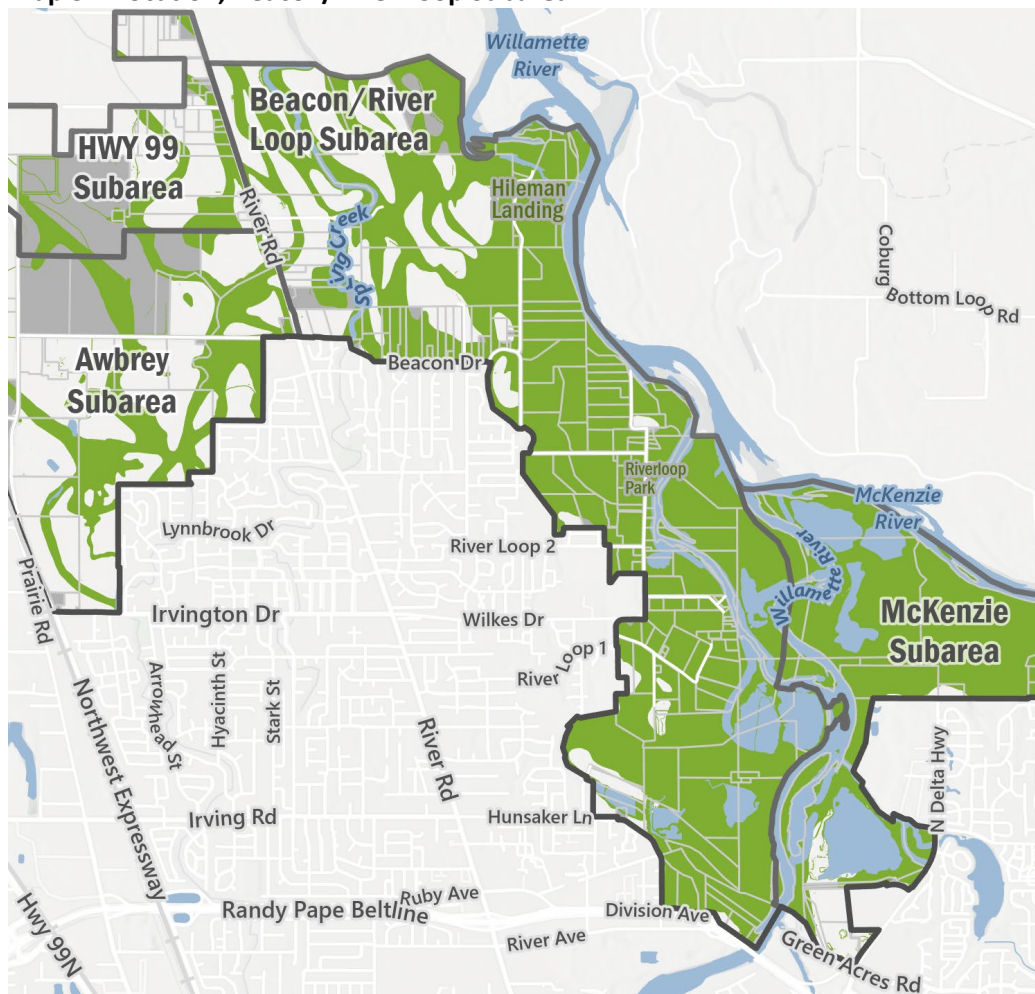 Willamette
River
Beacon/River
Loop Subarea
HWY 99
Subarea
Hileman
Landing
River Rd
Spring Creek
Coburg
Bottom Loop Rd
Beacon Dr
Awbrey
Subarea
Riverloop
Park
McKenzie
River
Lynnbrook Dr
River Loop 2
Willamette River
Prairie Rd
Irvington Dr
Wilkes Dr
McKenzie
Subarea
River Loop 1
Arrowhead St
Hyacinth St
Stark St
Northwest Expressway
River Rd
N Delta Hwy
Irving Rd
Hunsaker Ln
Ruby Ave
Randy Pape Beltline
Division Ave
River Ave
Green Acres Rd
Hwy 99N